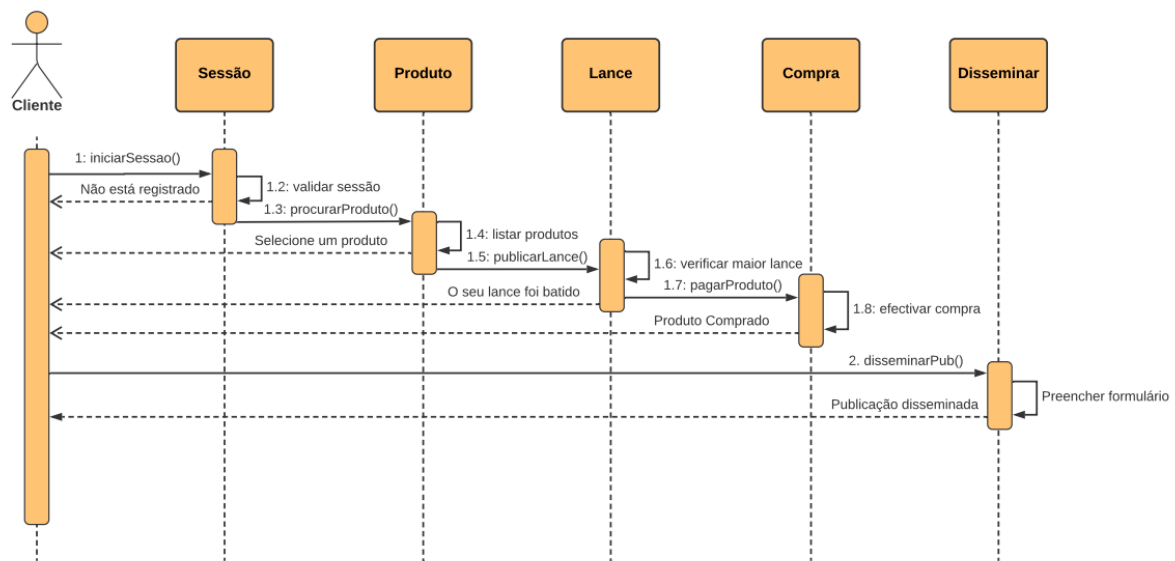 Cliente
Sessão
Produto
Lance
Compra
Disseminar
1: iniciarSessao()
1.2: validar sessão
Não está registrado
1.3: procurarProduto()
1.4: listar produtos
Selecione um produto
1.5: publicarLance()
1.6: verificar maior lance
O seu lance foi batido
1.7: pagarProduto()
1.8: efectivar compra
Produto Comprado
2. disseminarPub()
Preencher formulário
Publicação disseminada